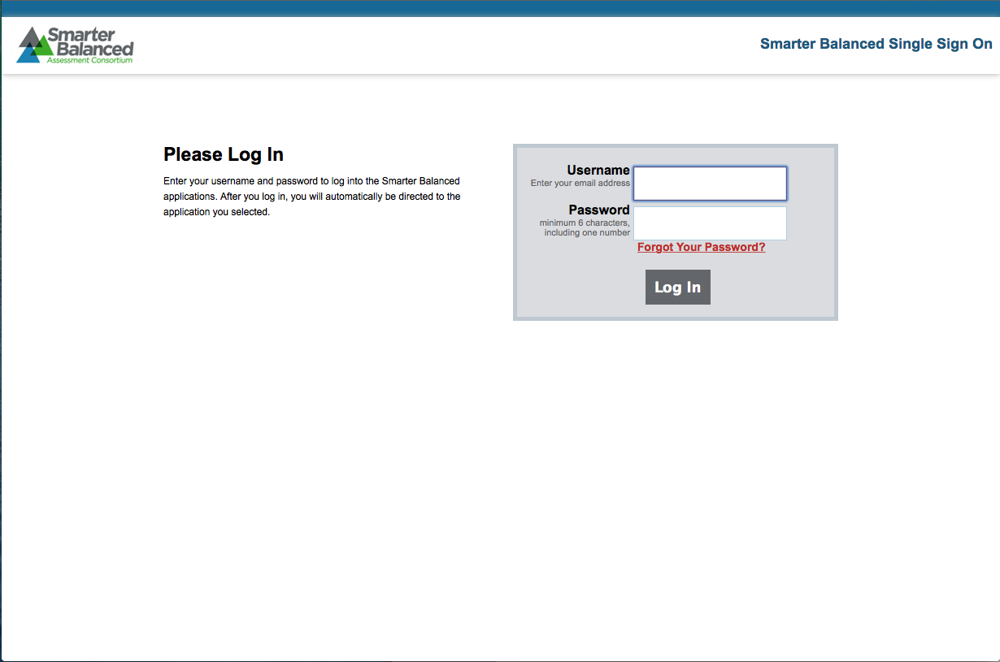 Smarter
Balanced
Assessment Consortium
Smarter Balanced Single Sign On
Please Log In
Enter your username and password to log into the Smarter Balanced
applications. After you log in, you will automatically be directed to the
application you selected.
Username
Enter your email address
Password
minimum 6 characters,
including one number
Forgot Your Password?
Log In